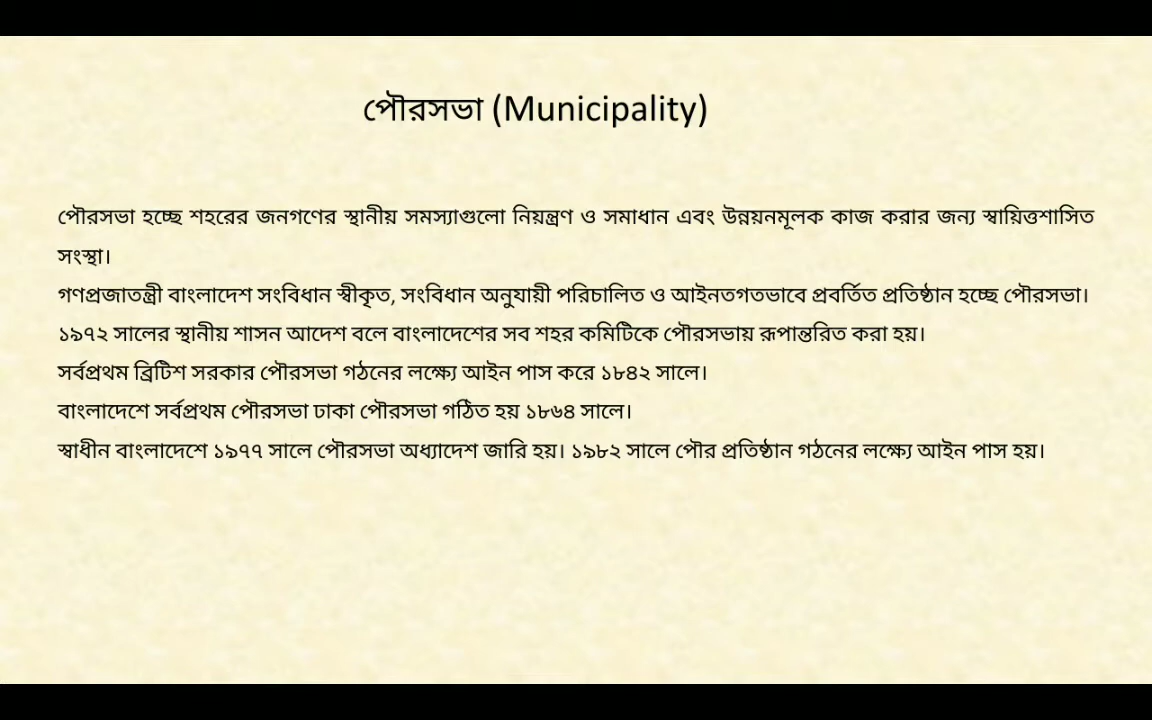 পৌরসভা (Municipality)
পৌরসভা হচ্ছে শহরের জনগণের স্থানীয় সমস্যাগুলো নিয়ন্ত্রণ ও সমাধান এবং উন্নয়নমূলক কাজ করার জন্য স্বায়িত্তশাসিত
সংস্থা।
গণপ্রজাতন্ত্রী বাংলাদেশ সংবিধান স্বীকৃত, সংবিধান অনুযায়ী পরিচালিত ও আইনতগতভাবে প্রবর্তিত প্রতিষ্ঠান হচ্ছে পৌরসভা।
১৯৭২ সালের স্থানীয় শাসন আদেশ বলে বাংলাদেশের সব শহর কমিটিকে পৌরসভায় রূপান্তরিত করা হয়।
সর্বপ্রথম ব্রিটিশ সরকার পৌরসভা গঠনের লক্ষ্যে আইন পাস করে ১৮৪২ সালে।
বাংলাদেশে সর্বপ্রথম পৌরসভা ঢাকা পৌরসভা গঠিত হয় ১৮৬৪ সালে।
স্বাধীন বাংলাদেশে ১৯৭৭ সালে পৌরসভা অধ্যাদেশ জারি হয়। ১৯৮২ সালে পৌর প্রতিষ্ঠান গঠনের লক্ষ্যে আইন পাস হয়।